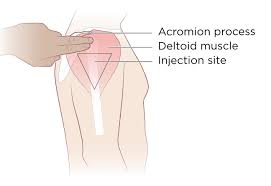 Acromion process
Deltoid muscle
Injection site